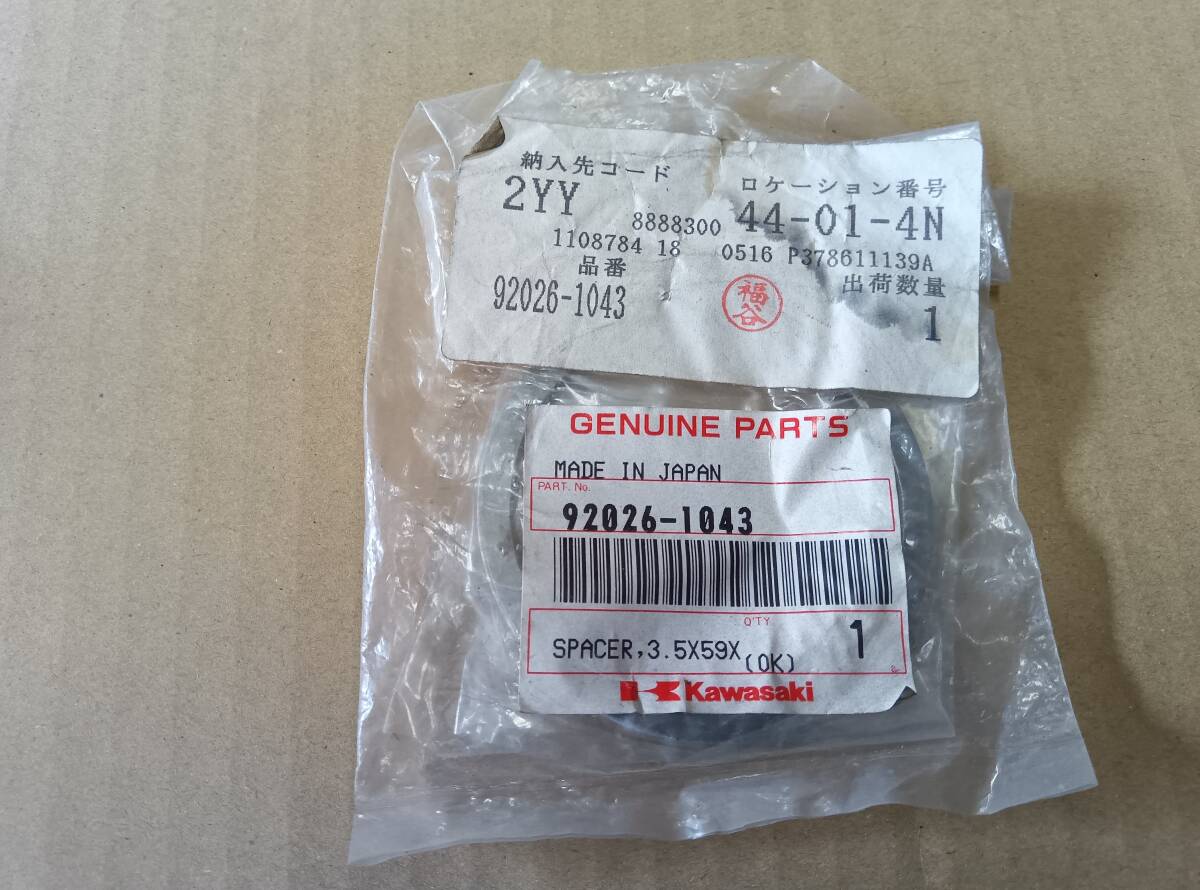 納入先コード
ロケーション番号
2YY
8888300
44-01-4N
1108784 18
0516 P378611139A
品番
出荷数量
92026-1043
福谷
1
GENUINE PARTS
MADE IN JAPAN
PART. No.
92026-1043
Q'TY
SPACER,3.5X59X
(OK)
1
Kawasaki